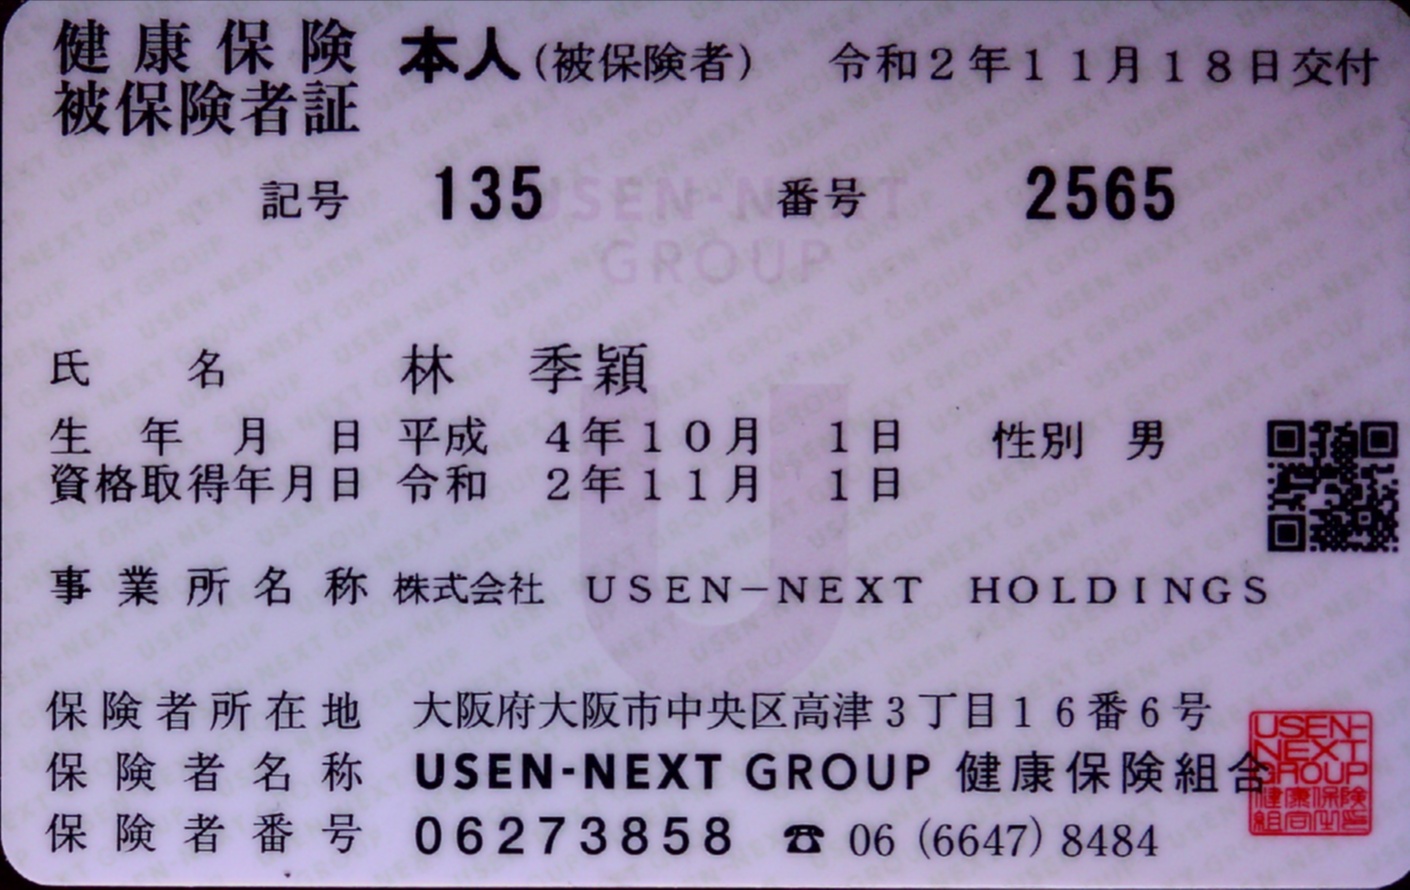 健康保険 本人(被保険者) 令和2年11月18日交付
被保険者証
記号 135 番号 2565
USEN-NEXT
GROUP
氏名 林 季穎
生年月日 平成 4年10月 1日 性別 男
資格取得年月日 令和 2年11月 1日
事業所名称 株式会社 USEN-NEXT HOLDINGS
保険者所在地 大阪府大阪市中央区高津3丁目16番6号
保険者名称 USEN-NEXT GROUP 健康保険組合
保険者番号 06273858 ☎ 06 (6647) 8484
USEN-
NEXT
GROUP
健康保険
組合